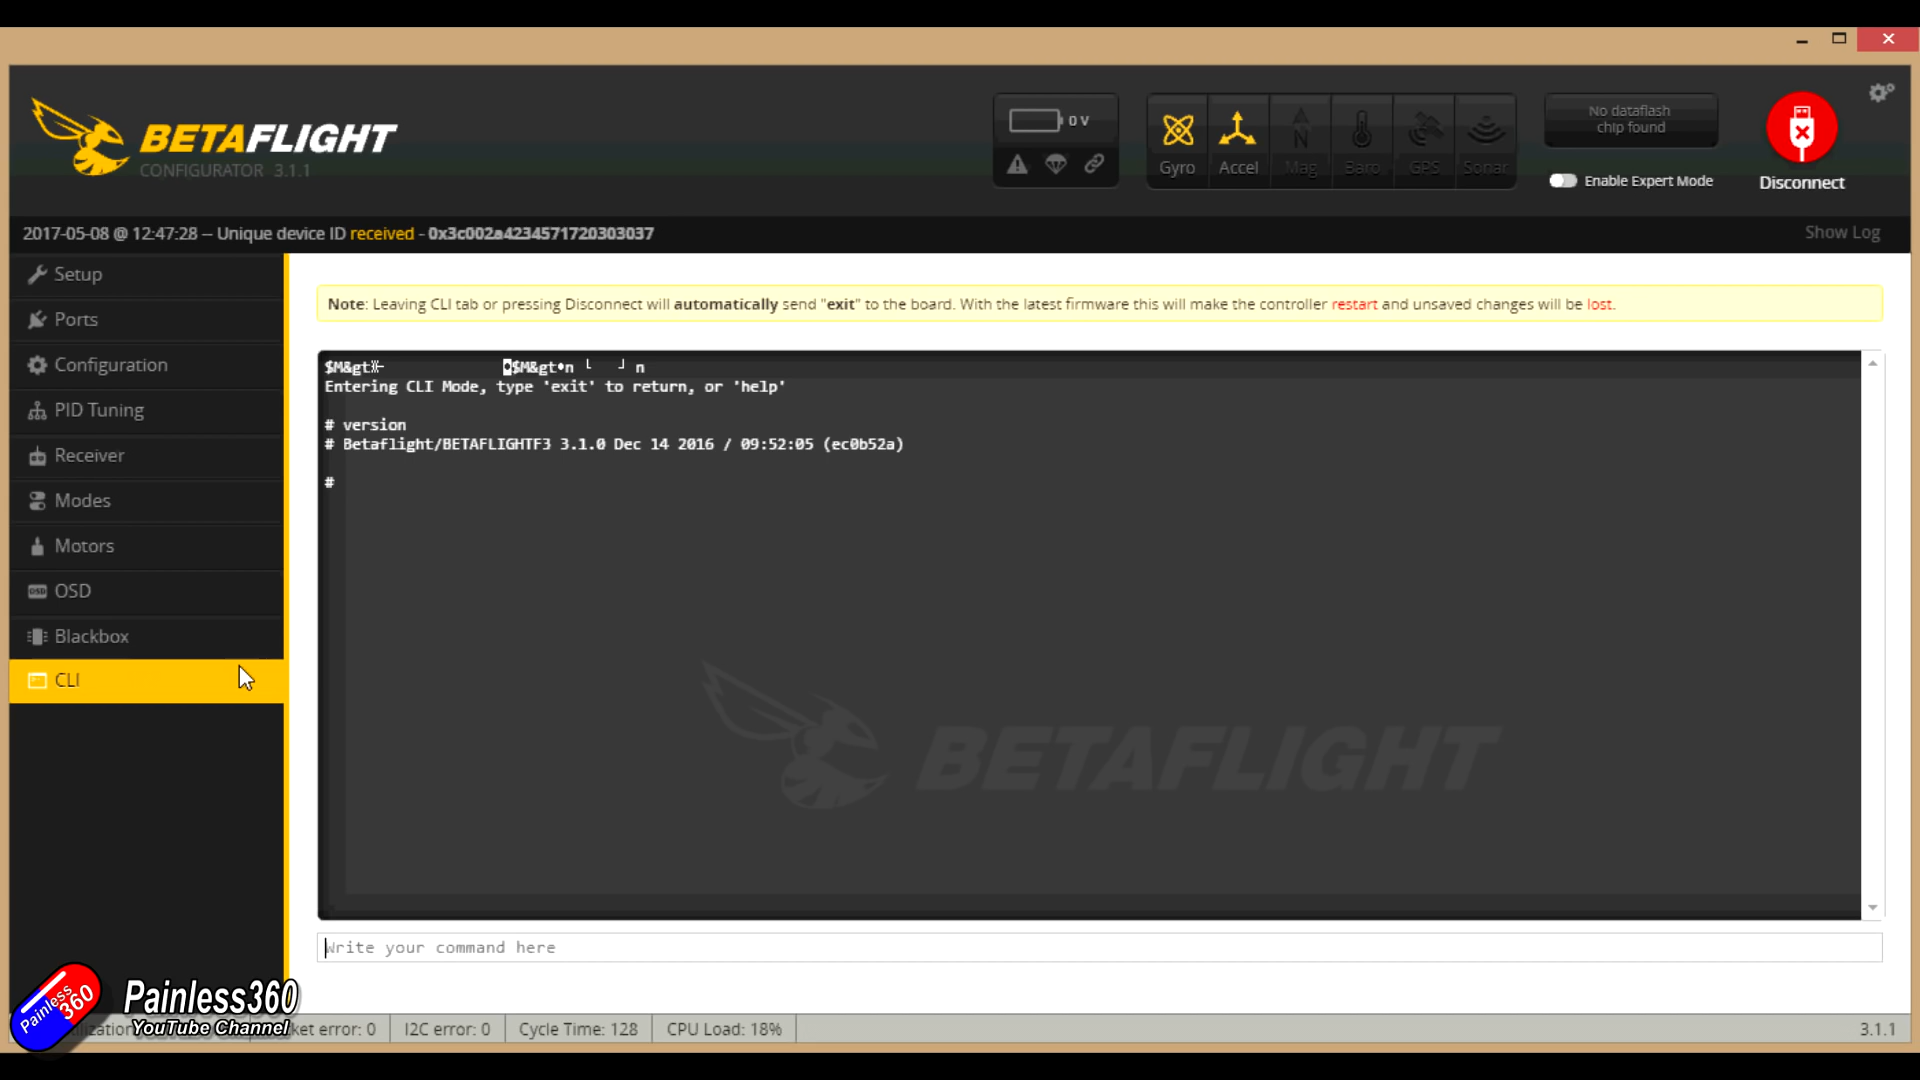 BETAFLIGHT
CONFIGURATOR 3.1.1
0 V
Gyro
Accel
Mag
Baro
GPS
Sonar
No dataflash
chip found
Enable Expert Mode
Disconnect
2017-05-08 @ 12:47:28 -- Unique device ID received - 0x3c002a4234571720303037
Show Log
Setup
Ports
Configuration
PID Tuning
Receiver
Modes
Motors
OSD
Blackbox
CLI
Note: Leaving CLI tab or pressing Disconnect will automatically send "exit" to the board. With the latest firmware this will make the controller restart and unsaved changes will be lost.
Entering CLI Mode, type 'exit' to return, or 'help'
# version
# Betaflight/BETAFLIGHTF3 3.1.0 Dec 14 2016 / 09:52:05 (ec0b52a)
#
BETAFLIGHT
Write your command here
Painless 360
Painless360
YouTube Channel
ket error: 0
I2C error: 0
Cycle Time: 128
CPU Load: 18%
3.1.1